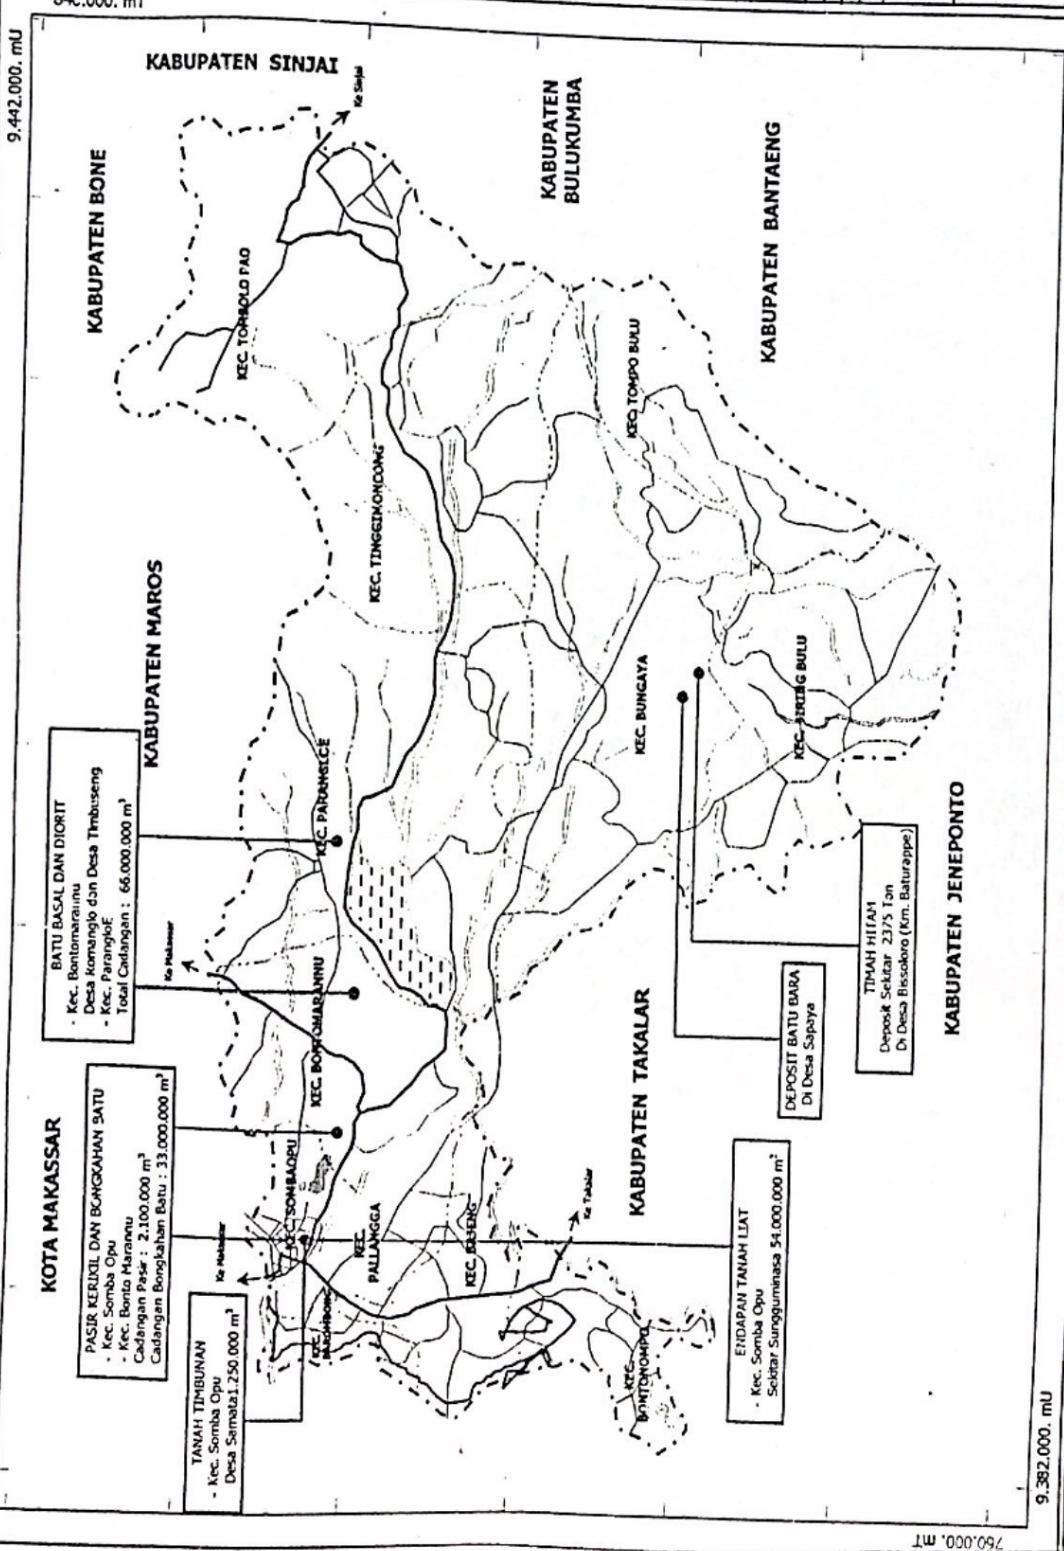 840.000. mT
9.442.000. mU
KABUPATEN SINJAI
Ke Sinjai
KABUPATEN BONE
KABUPATEN
BULUKUMBA
KABUPATEN BANTAENG
KEC. TOMBOLO PAO
KEC. TOMPO BULU
KEC. TINGGIMONCONG
KABUPATEN MAROS
KEC. BUNGAYA
KEC. BIRING BULU
KEC. PARANGLOE
BATU BASAL DAN DIORIT
- Kec. Bontomarannu
Desa Romanglo dan Desa Timbuseng
- Kec. ParangloE
Total Cadangan : 66.000.000 m³
Ke Makassar
KEC. BONTOMARANNU
KABUPATEN JENEPONTO
TIMAH HITAM
Deposit Sekitar 2375 Ton
Di Desa Bissoloro (Km. Baturappe)
DEPOSIT BATU BARA
Di Desa Sapaya
KABUPATEN TAKALAR
KOTA MAKASSAR
PASIR KERIKIL DAN BONGKAHAN BATU
- Kec. Somba Opu
- Kec. Bonto Marannu
Cadangan Pasir : 2.100.000 m³
Cadangan Bongkahan Batu : 33.000.000 m³
KEC. SOMBAOPU
Ke Makassar
KEC.
PALLANGGA
KEC. BAJENG
Ke Takalar
KEC.
BAROMBONG
KEC.
BONTONOMPO
TANAH TIMBUNAN
- Kec. Somba Opu
Desa Samata1.250.000 m³
ENDAPAN TANAH LIAT
- Kec. Somba Opu
Sekitar Sungguminasa 54.000.000 m³
9.382.000. mU
760.000. mT